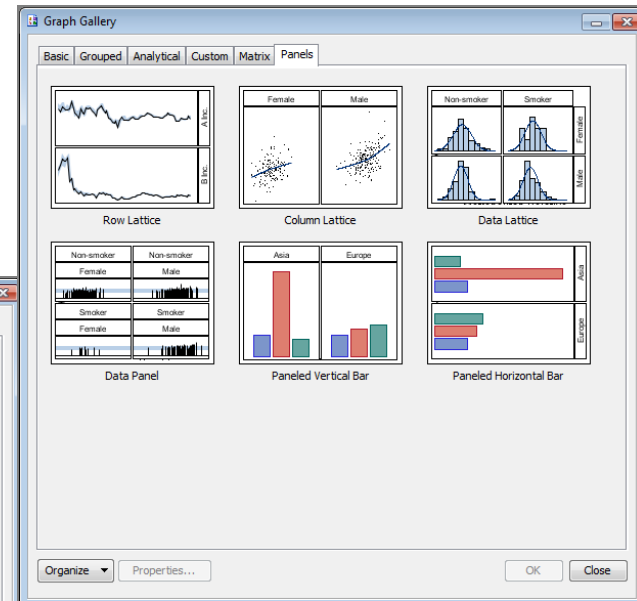 Graph Gallery
Basic Grouped Analytical Custom Matrix Panels
A Inc.
B Inc.
Row Lattice
Female Male
Column Lattice
Non-smoker Smoker
Female
Male
Data Lattice
Non-smoker Non-smoker
Female Male
Smoker Smoker
Female Male
Data Panel
Asia Europe
Paneled Vertical Bar
Asia
Europe
Paneled Horizontal Bar
Organize Properties... OK Close